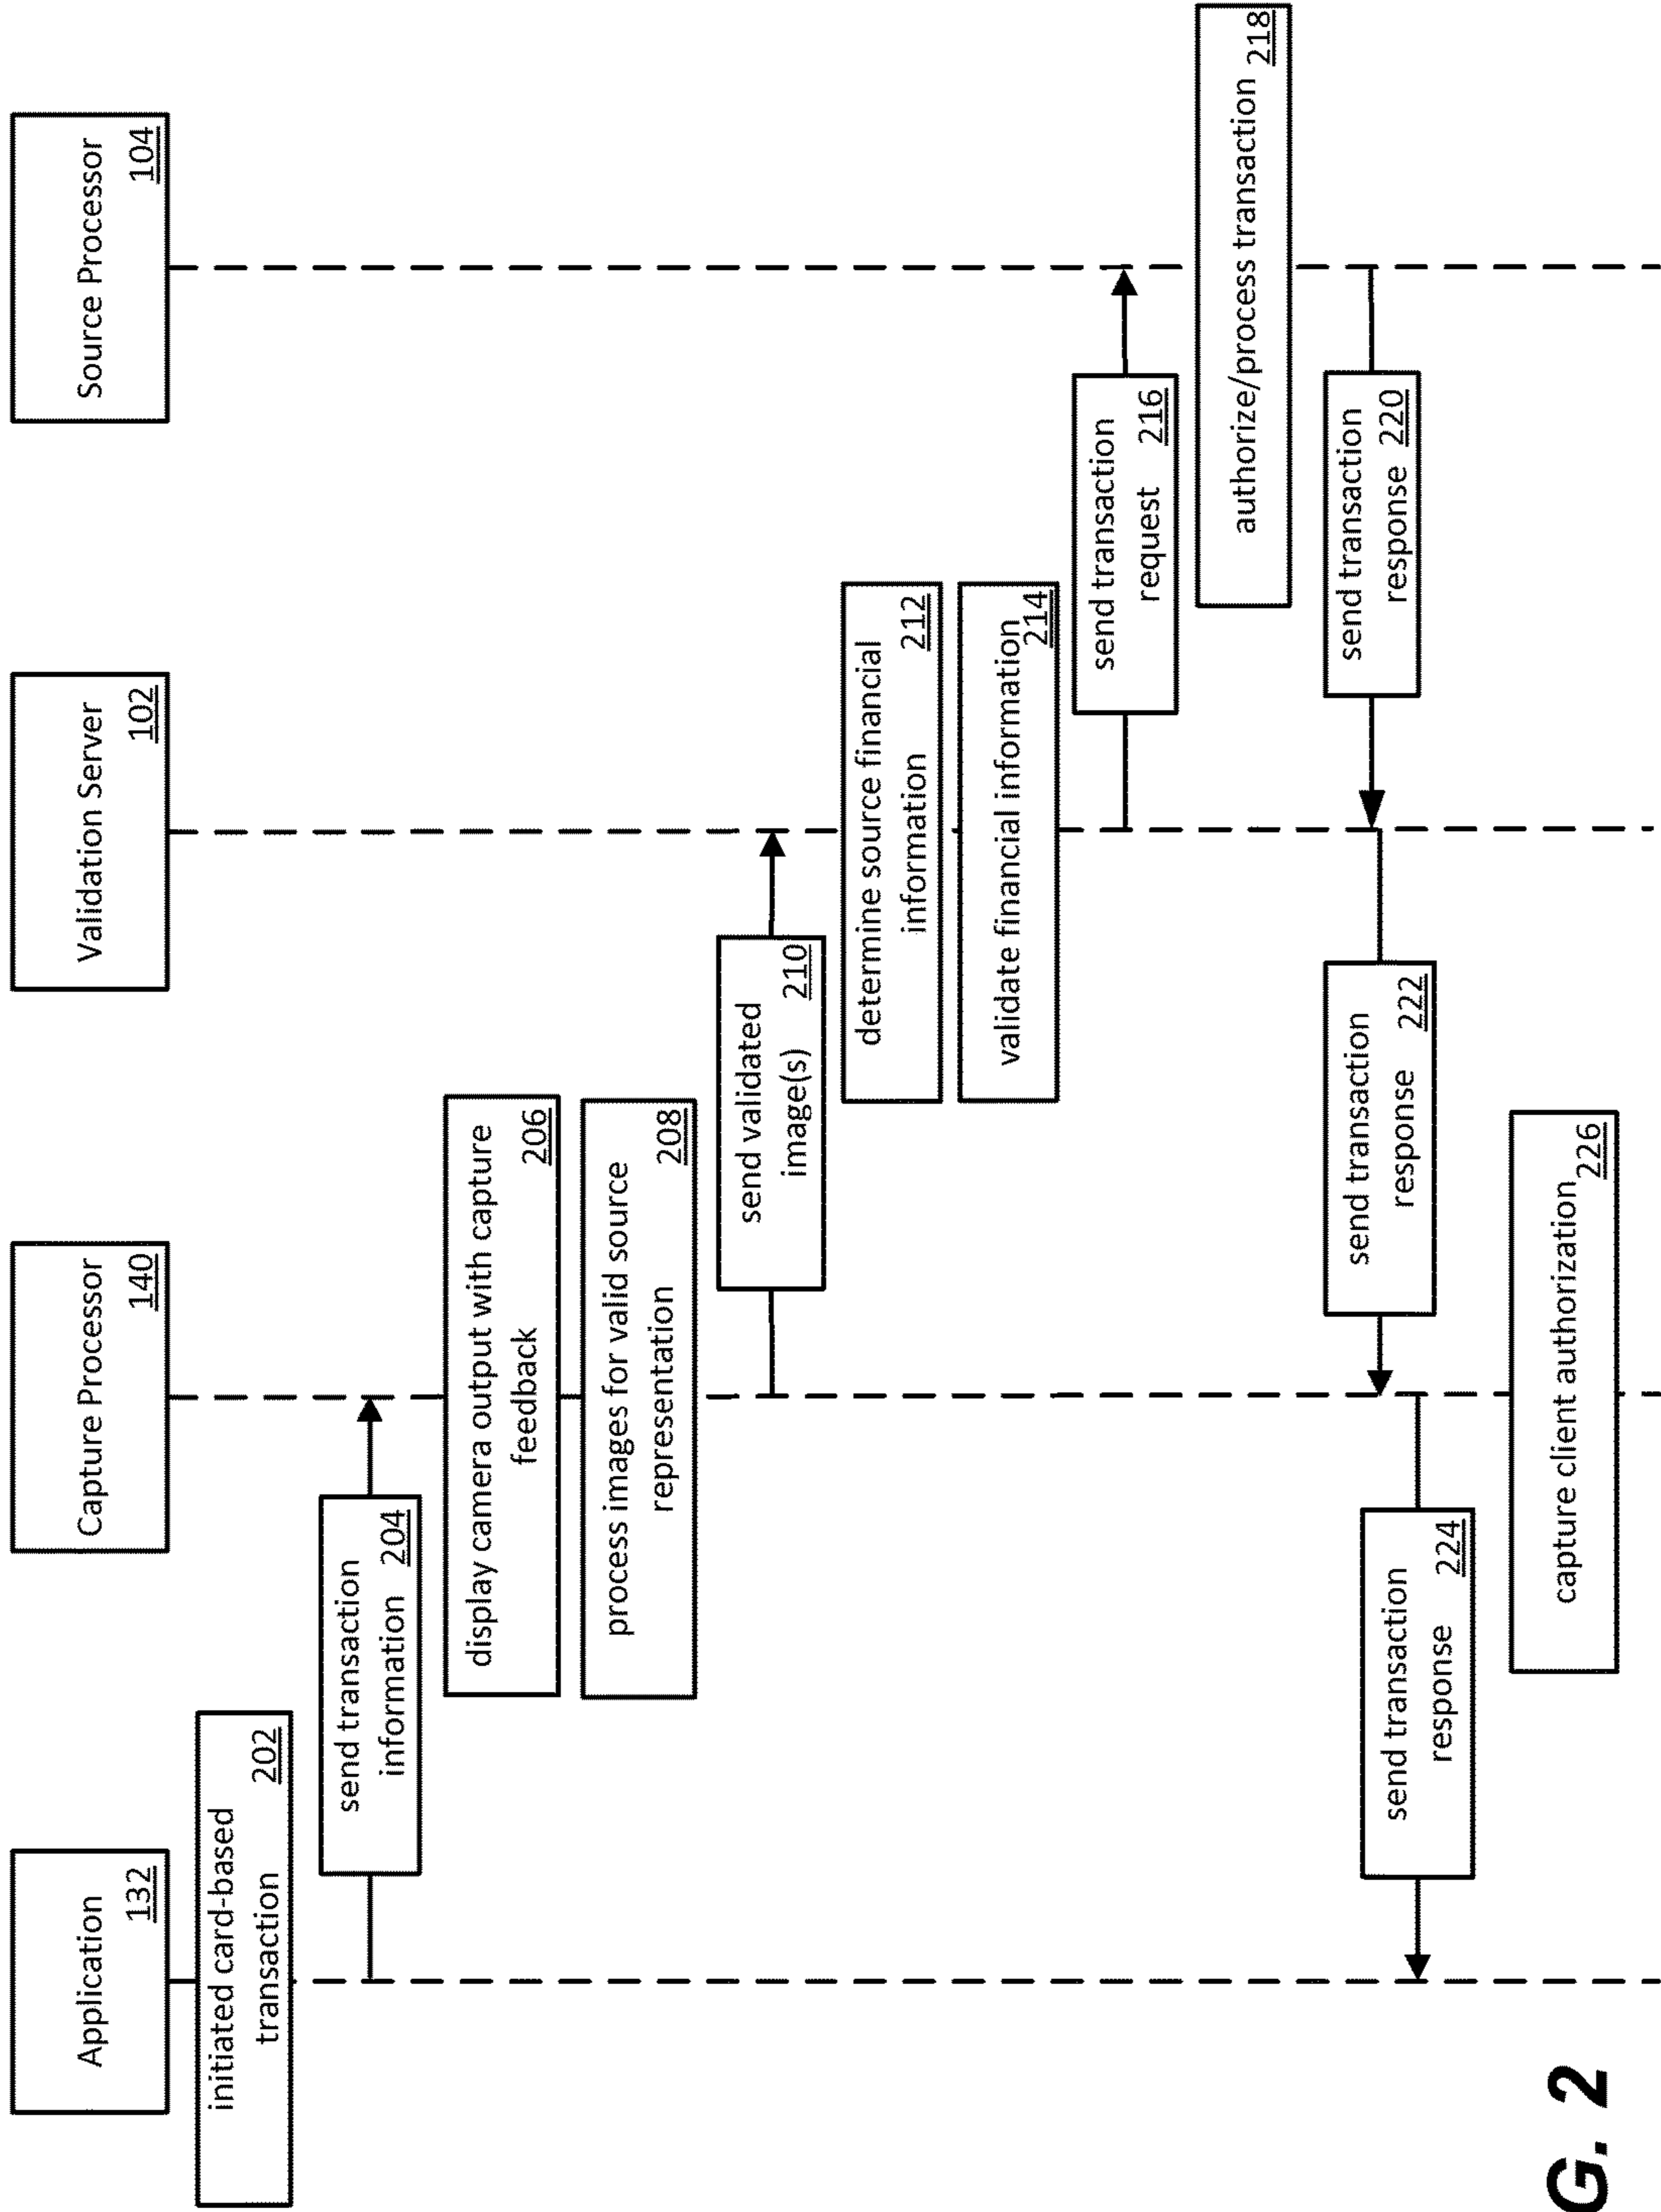 Application
132
Capture Processor
140
Validation Server
102
Source Processor
104
initiated card-based
transaction 202
send transaction
information 204
display camera output with capture
feedback 206
process images for valid source
representation 208
send validated
image(s) 210
determine source financial
information 212
validate financial information
214
send transaction
request 216
authorize/process transaction 218
send transaction
response 220
send transaction
response 222
send transaction
response 224
capture client authorization
226
G. 2